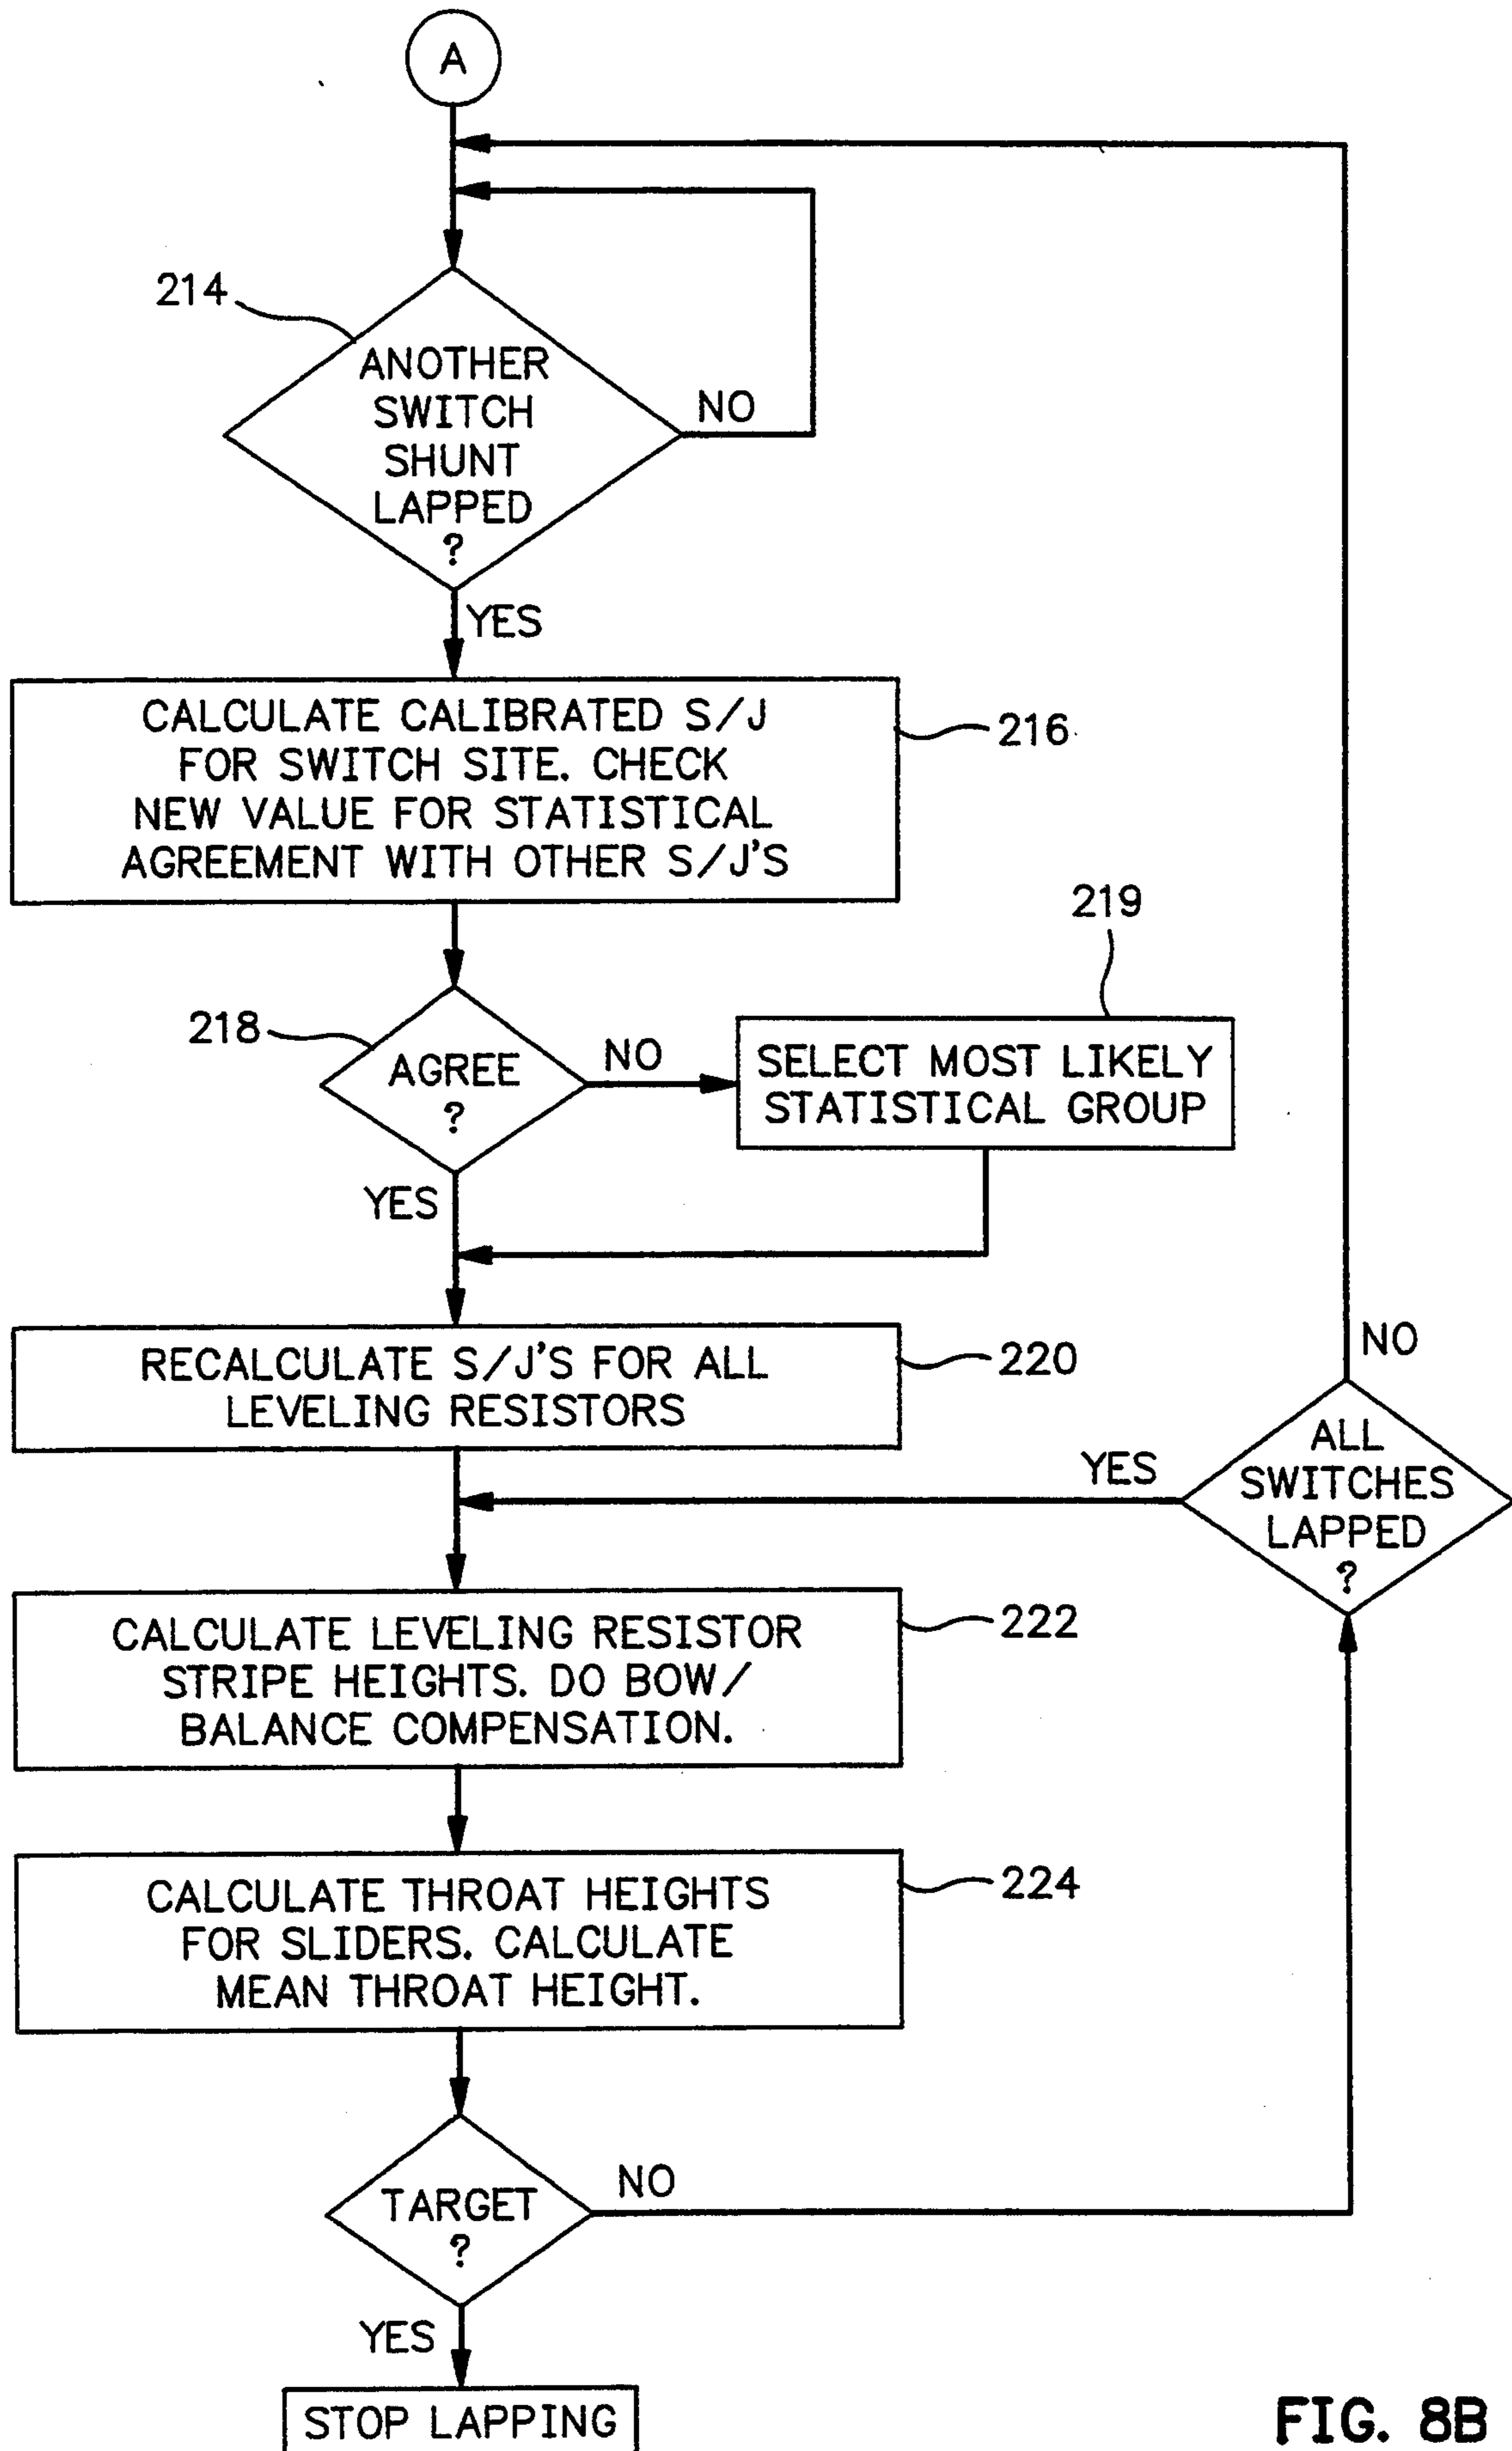 A
214
ANOTHER
SWITCH
SHUNT
LAPPED
?
NO
YES
CALCULATE CALIBRATED S/J
FOR SWITCH SITE. CHECK
NEW VALUE FOR STATISTICAL
AGREEMENT WITH OTHER S/J'S
216
218
AGREE
?
NO
219
SELECT MOST LIKELY
STATISTICAL GROUP
YES
RECALCULATE S/J'S FOR ALL
LEVELING RESISTORS
220
NO
ALL
SWITCHES
LAPPED
?
YES
CALCULATE LEVELING RESISTOR
STRIPE HEIGHTS. DO BOW/
BALANCE COMPENSATION.
222
CALCULATE THROAT HEIGHTS
FOR SLIDERS. CALCULATE
MEAN THROAT HEIGHT.
224
TARGET
?
NO
YES
STOP LAPPING
FIG. 8B